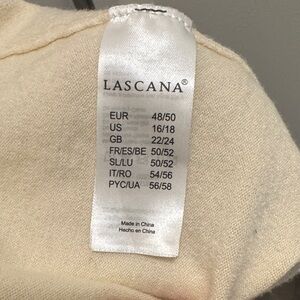 LASCANA®
EUR 48/50
US 16/18
GB 22/24
FR/ES/BE 50/52
SL/LU 50/52
IT/RO 54/56
PYC/UA 56/58
Made in China
Hecho en China